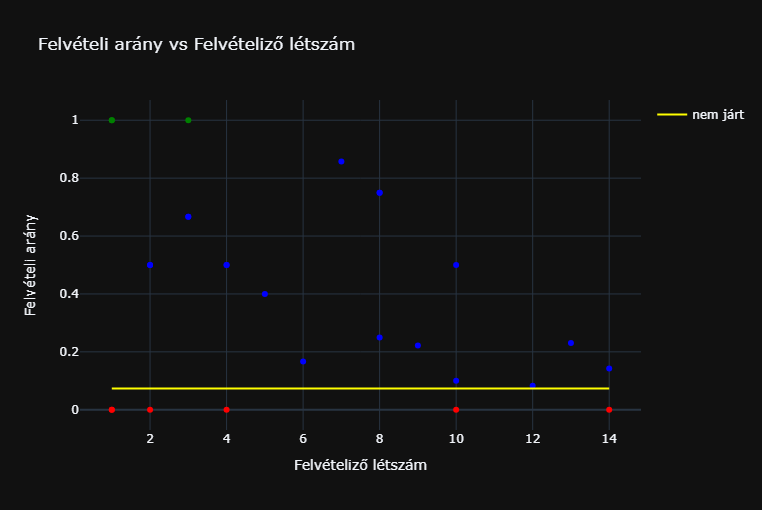 Felvételi arány vs Felvételiző létszám
nem járt
Felvételi arány
1
0.8
0.6
0.4
0.2
0
2 4 6 8 10 12 14
Felvételiző létszám